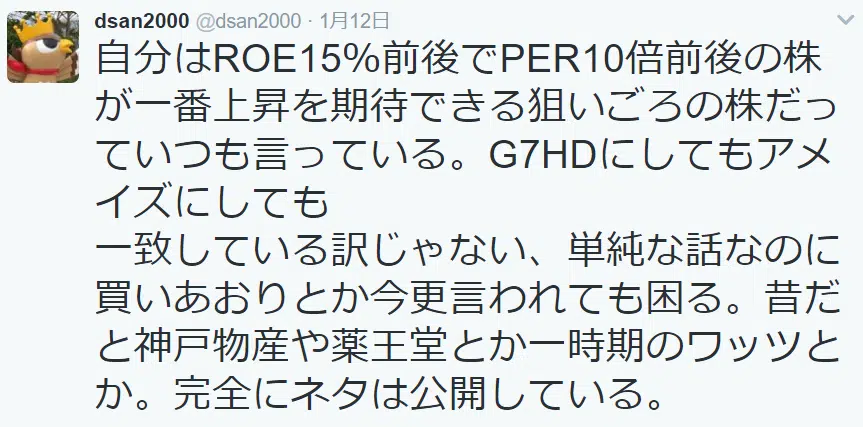 dsan2000 @dsan2000 · 1月12日
自分はROE15%前後でPER10倍前後の株
が一番上昇を期待できる狙いごろの株だっ
ていつも言っている。G7HDにしてもアメ
イズにしても
一致している訳じゃない、単純な話なのに
買いあおりとか今更言われても困る。昔だ
と神戸物産や薬王堂とか一時期のワッツと
か。完全にネタは公開している。